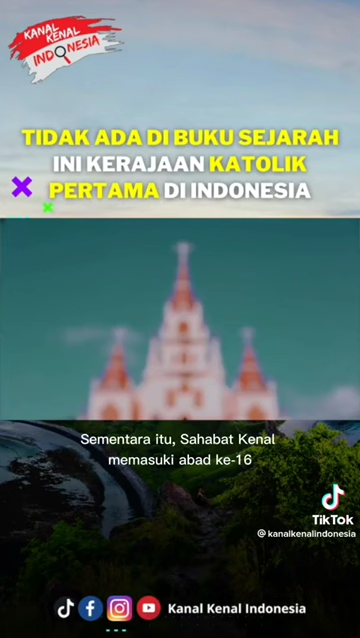 KANAL
KENAL
INDONESIA
TIDAK ADA DI BUKU SEJARAH
INI KERAJAAN KATOLIK
PERTAMA DI INDONESIA
Sementara itu, Sahabat Kenal
memasuki abad ke-16
TikTok
@kanalkenalindonesia
Kanal Kenal Indonesia